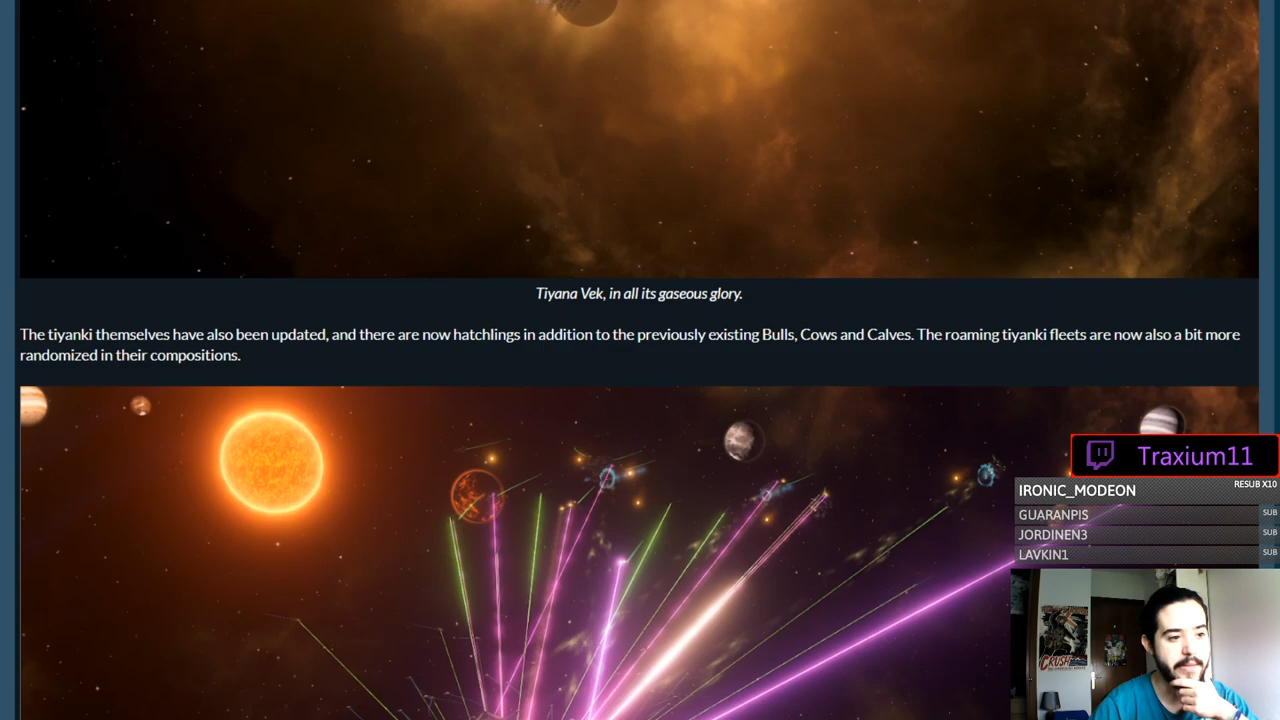 Tiyana Vek, in all its gaseous glory.
The tiyanki themselves have also been updated, and there are now hatchlings in addition to the previously existing Bulls, Cows and Calves. The roaming tiyanki fleets are now also a bit more
randomized in their compositions.
Traxium11
IRONIC_MODEON RESUB X10
GUARANPIS SUB
JORDINEN3 SUB
LAVKIN1 SUB
CRUSH